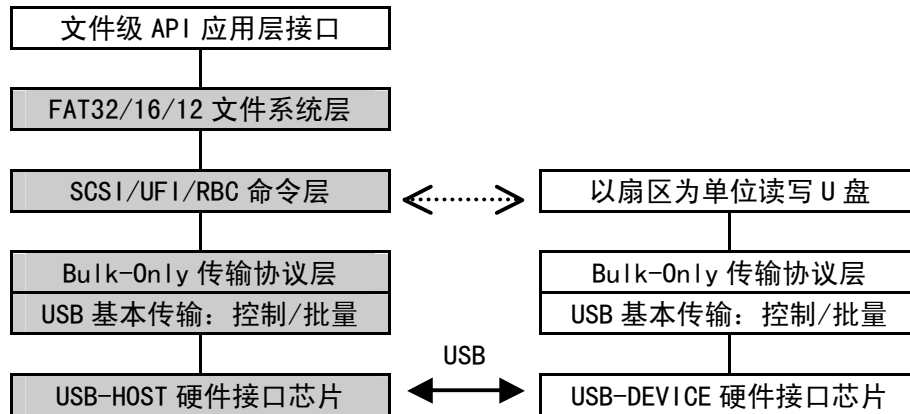 文件级 API 应用层接口
FAT32/16/12 文件系统层
SCSI/UFI/RBC 命令层
以扇区为单位读写 U 盘
Bulk-Only 传输协议层
Bulk-Only 传输协议层
USB 基本传输：控制/批量
USB 基本传输：控制/批量
USB
USB-HOST 硬件接口芯片
USB-DEVICE 硬件接口芯片